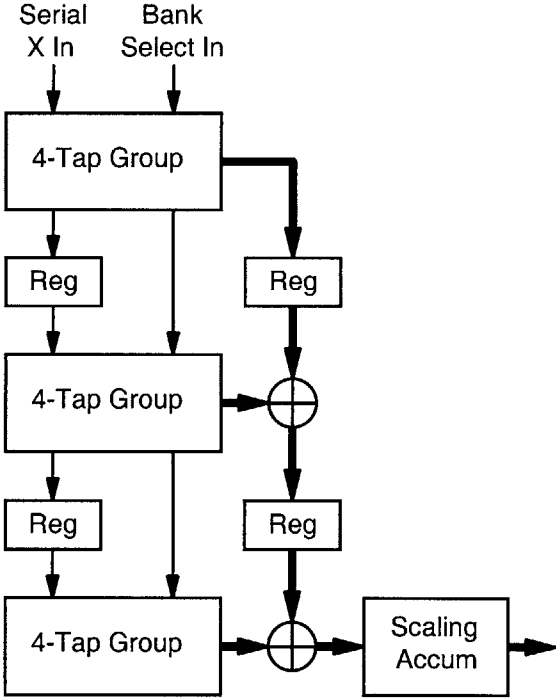 Serial
X In
Bank
Select In
4-Tap Group
Reg
Reg
4-Tap Group
Reg
Reg
4-Tap Group
Scaling
Accum